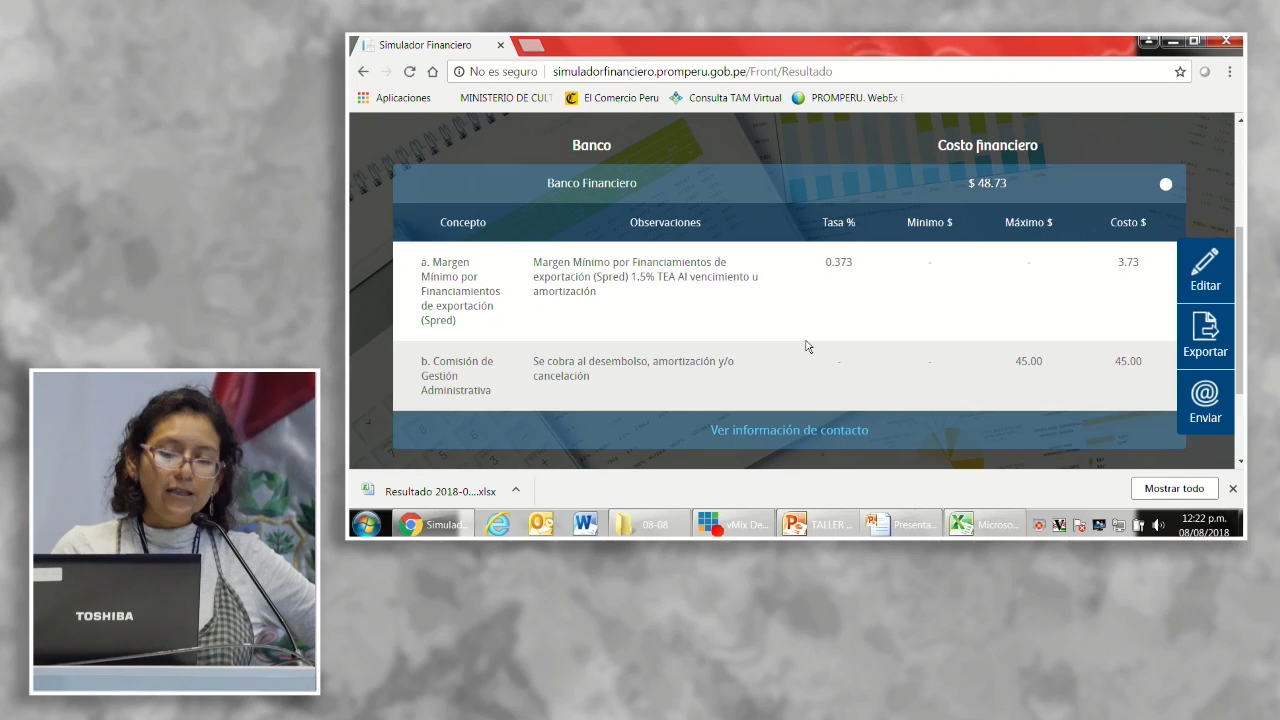 Simulador Financiero
No es seguro
simuladorfinanciero.promperu.gob.pe/Front/Resultado
Aplicaciones
MINISTERIO DE CULT
El Comercio Peru
Consulta TAM Virtual
PROMPERU. WebEx E
Banco
Costo financiero
Banco Financiero
$ 48.73
Concepto
Observaciones
Tasa %
Minimo $
Máximo $
Costo $
a. Margen
Mínimo por
Financiamientos
de exportación
(Spred)
Margen Mínimo por Financiamientos de
exportación (Spred) 1.5% TEA Al vencimiento u
amortización
0.373
-
-
3.73
b. Comisión de
Gestión
Administrativa
Se cobra al desembolso, amortización y/o
cancelación
-
-
45.00
45.00
Ver información de contacto
Editar
Exportar
Enviar
Resultado 2018-0....xlsx
Mostrar todo
Simulad...
08-08
vMix De...
TALLER ...
Presenta...
Microso...
12:22 p.m.
08/08/2018
TOSHIBA